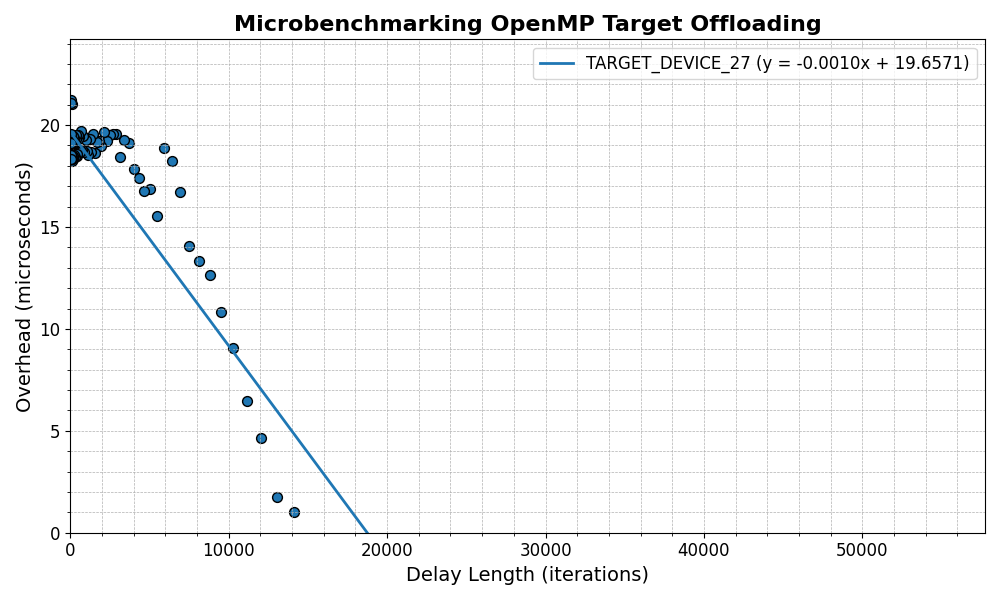 Microbenchmarking OpenMP Target Offloading
TARGET_DEVICE_27 (y = -0.0010x + 19.6571)
Overhead (microseconds)
20
15
10
5
0
0 10000 20000 30000 40000 50000
Delay Length (iterations)